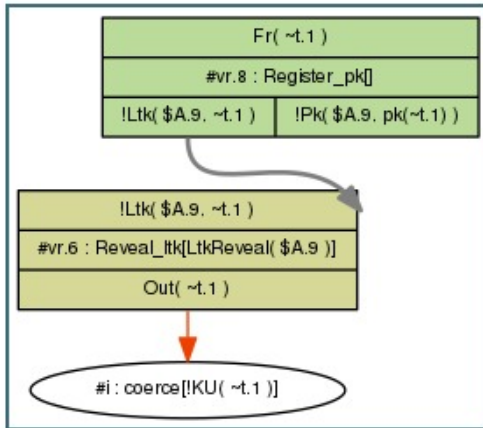 Fr( ~t.1 )
#vr.8 : Register_pk[]
!Ltk( $A.9, ~t.1 ) !Pk( $A.9, pk(~t.1) )
!Ltk( $A.9, ~t.1 )
#vr.6 : Reveal_ltk[LtkReveal( $A.9 )]
Out( ~t.1 )
#i : coerce[!KU( ~t.1 )]